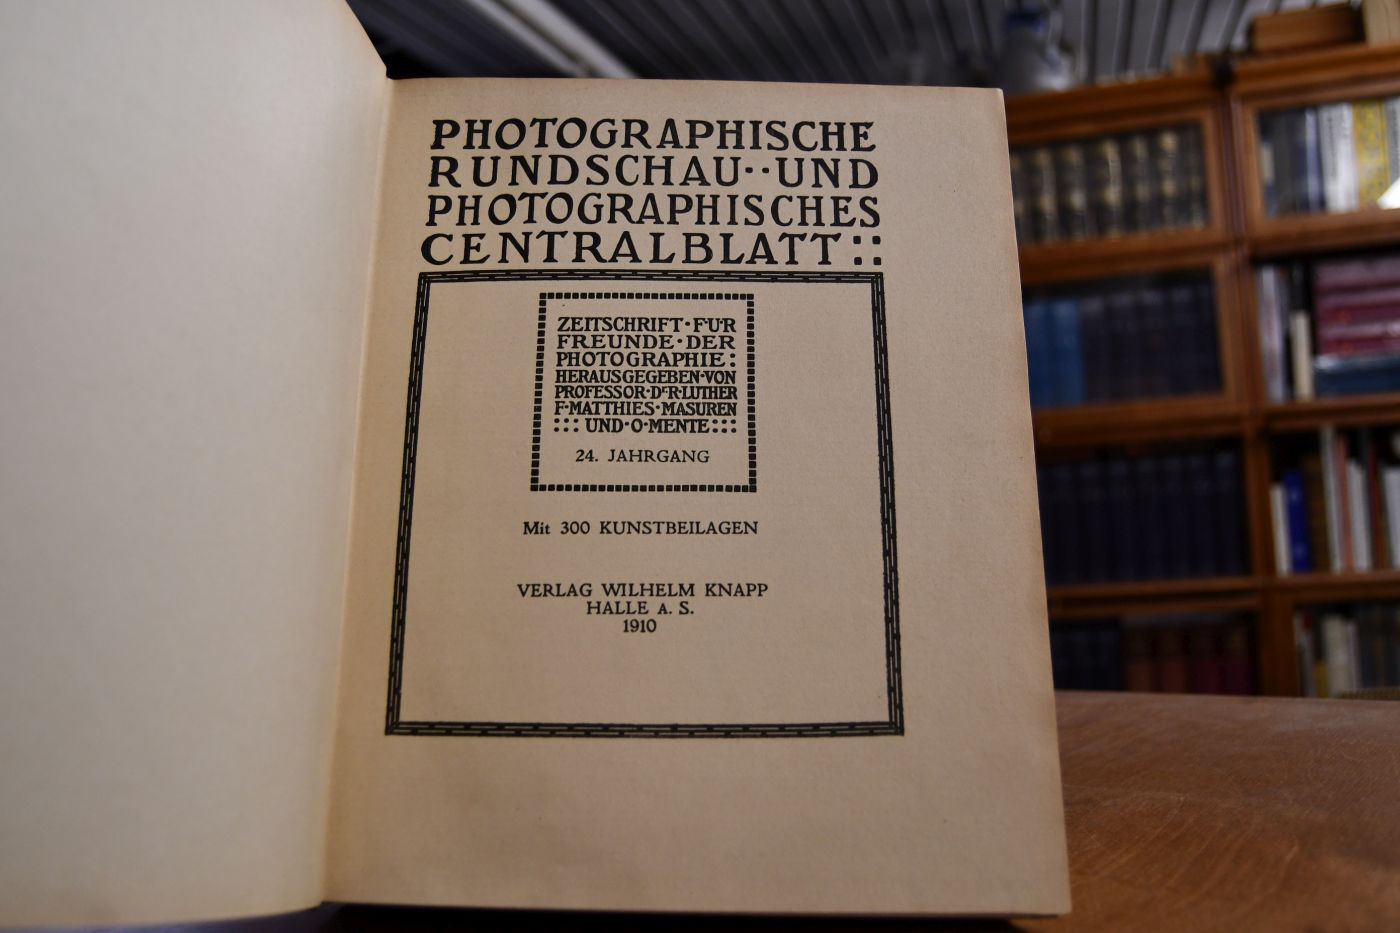 PHOTOGRAPHISCHE
RUNDSCHAU··UND
PHOTOGRAPHISCHES
CENTRALBLATT::
ZEITSCHRIFT·FUR
FREUNDE·DER
PHOTOGRAPHIE:
HERAUSGEGEBEN·VON
PROFESSOR·Dr·R·LUTHER
F·MATTHIES·MASUREN
:::UND·O·MENTE:::
24. JAHRGANG
Mit 300 KUNSTBEILAGEN
VERLAG WILHELM KNAPP
HALLE A. S.
1910